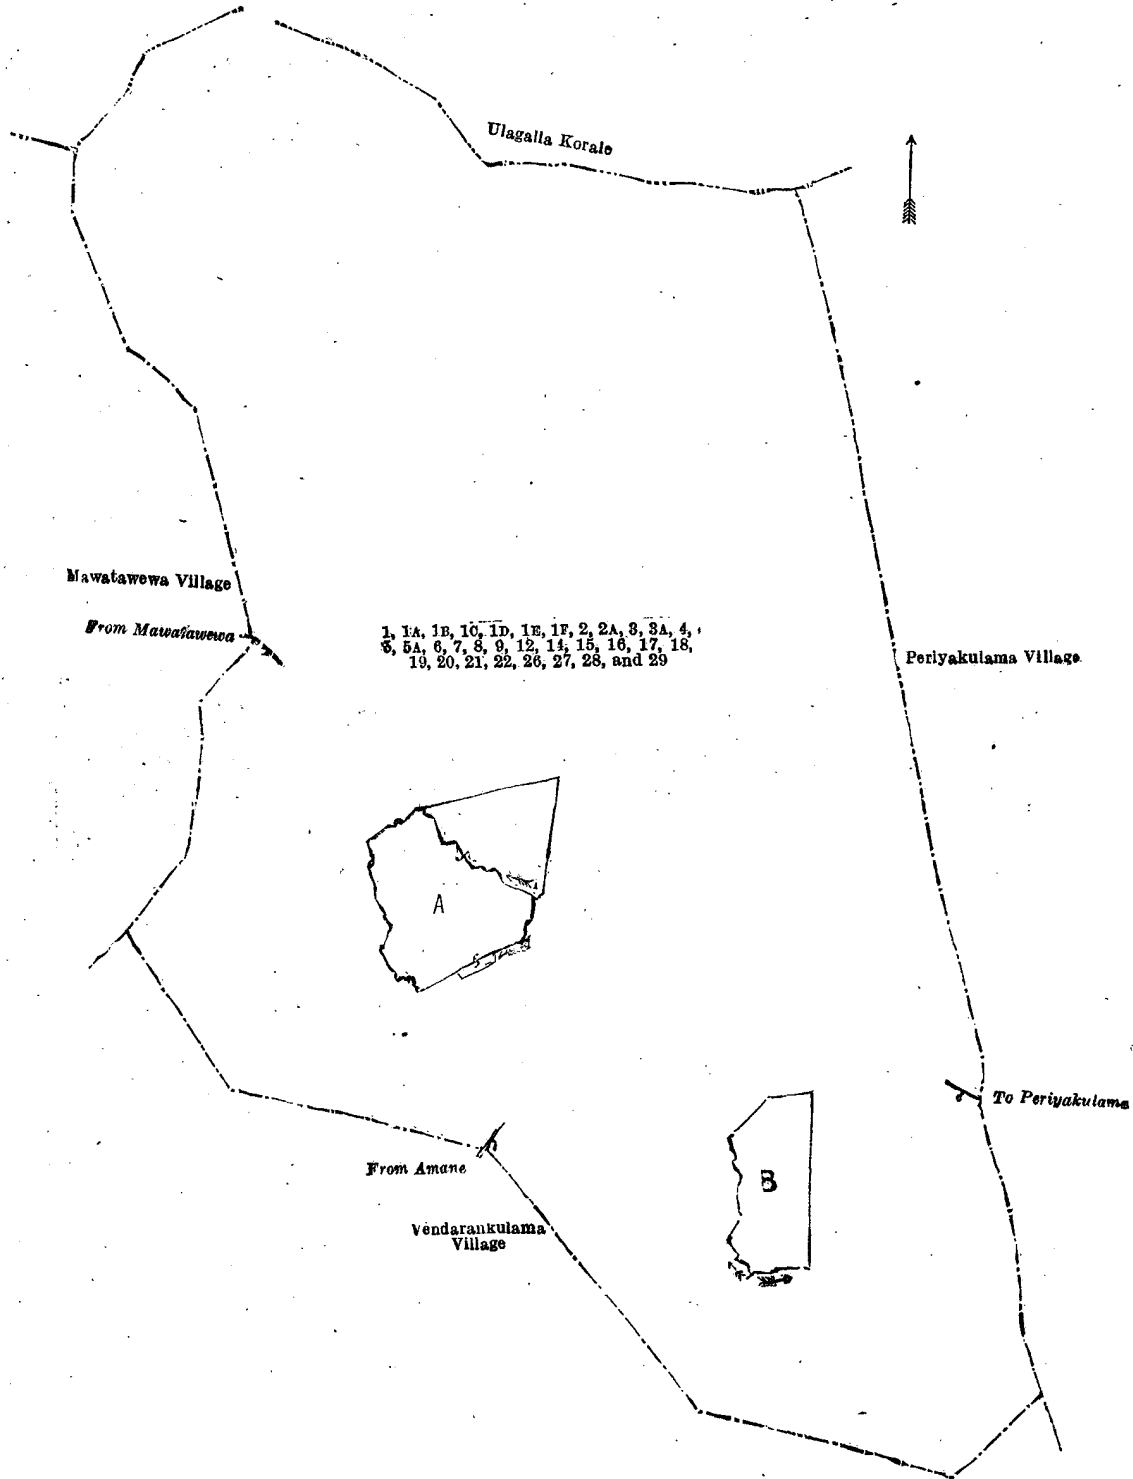 Ulagalla Korale
Mawatawewa Village
From Mawatawewa
1, 1A, 1B, 1C, 1D, 1E, 1F, 2, 2A, 3, 3A, 4,
5, 5A, 6, 7, 8, 9, 12, 14, 15, 16, 17, 18,
19, 20, 21, 22, 26, 27, 28, and 29
Periyakulama Village
A
To Periyakulama
From Amane
B
Vendarankulama
Village